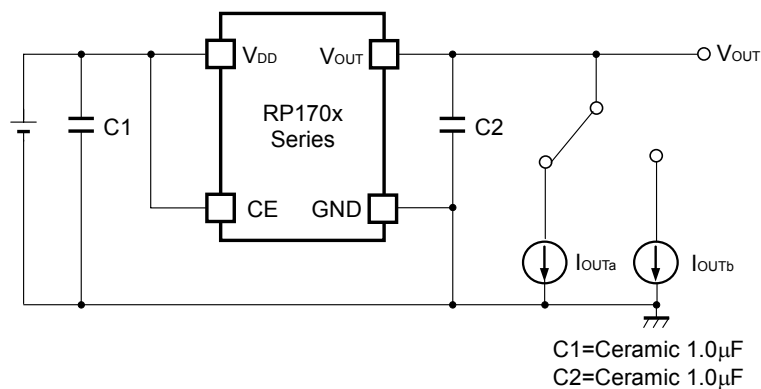 VDD
VOUT
VOUT
RP170x
Series
C1
C2
CE
GND
IOUTa
IOUTb
C1=Ceramic 1.0μF
C2=Ceramic 1.0μF